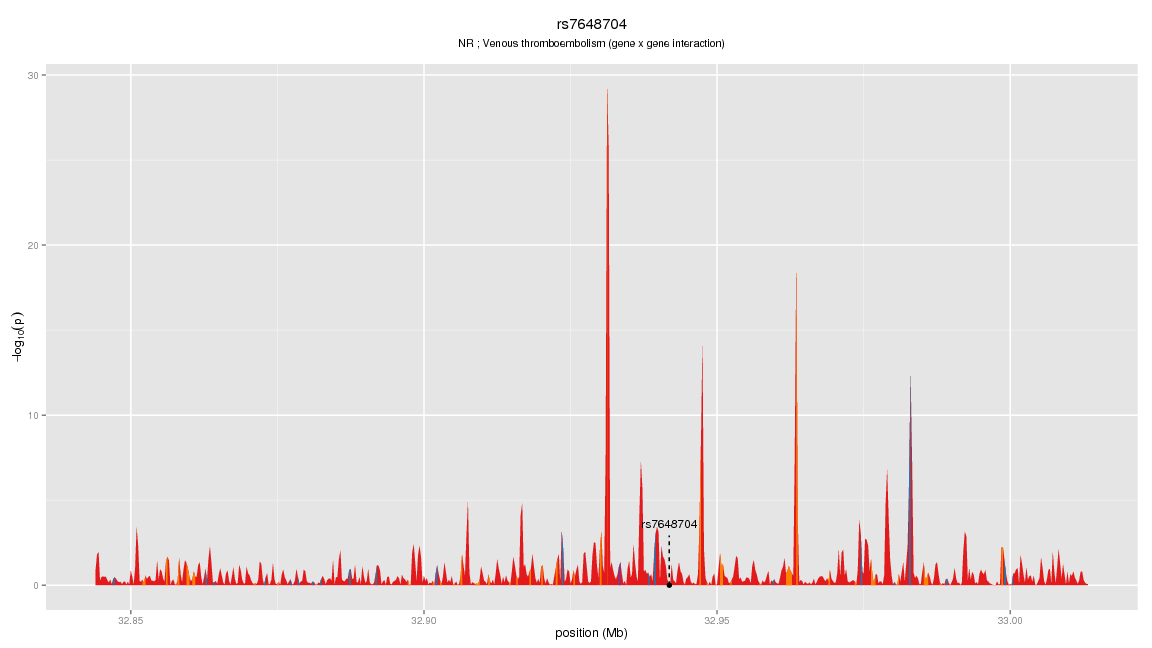 rs7648704
NR ; Venous thromboembolism (gene x gene interaction)
30
20
10
0
−log10(p)
rs7648704
32.85
32.90
32.95
33.00
position (Mb)